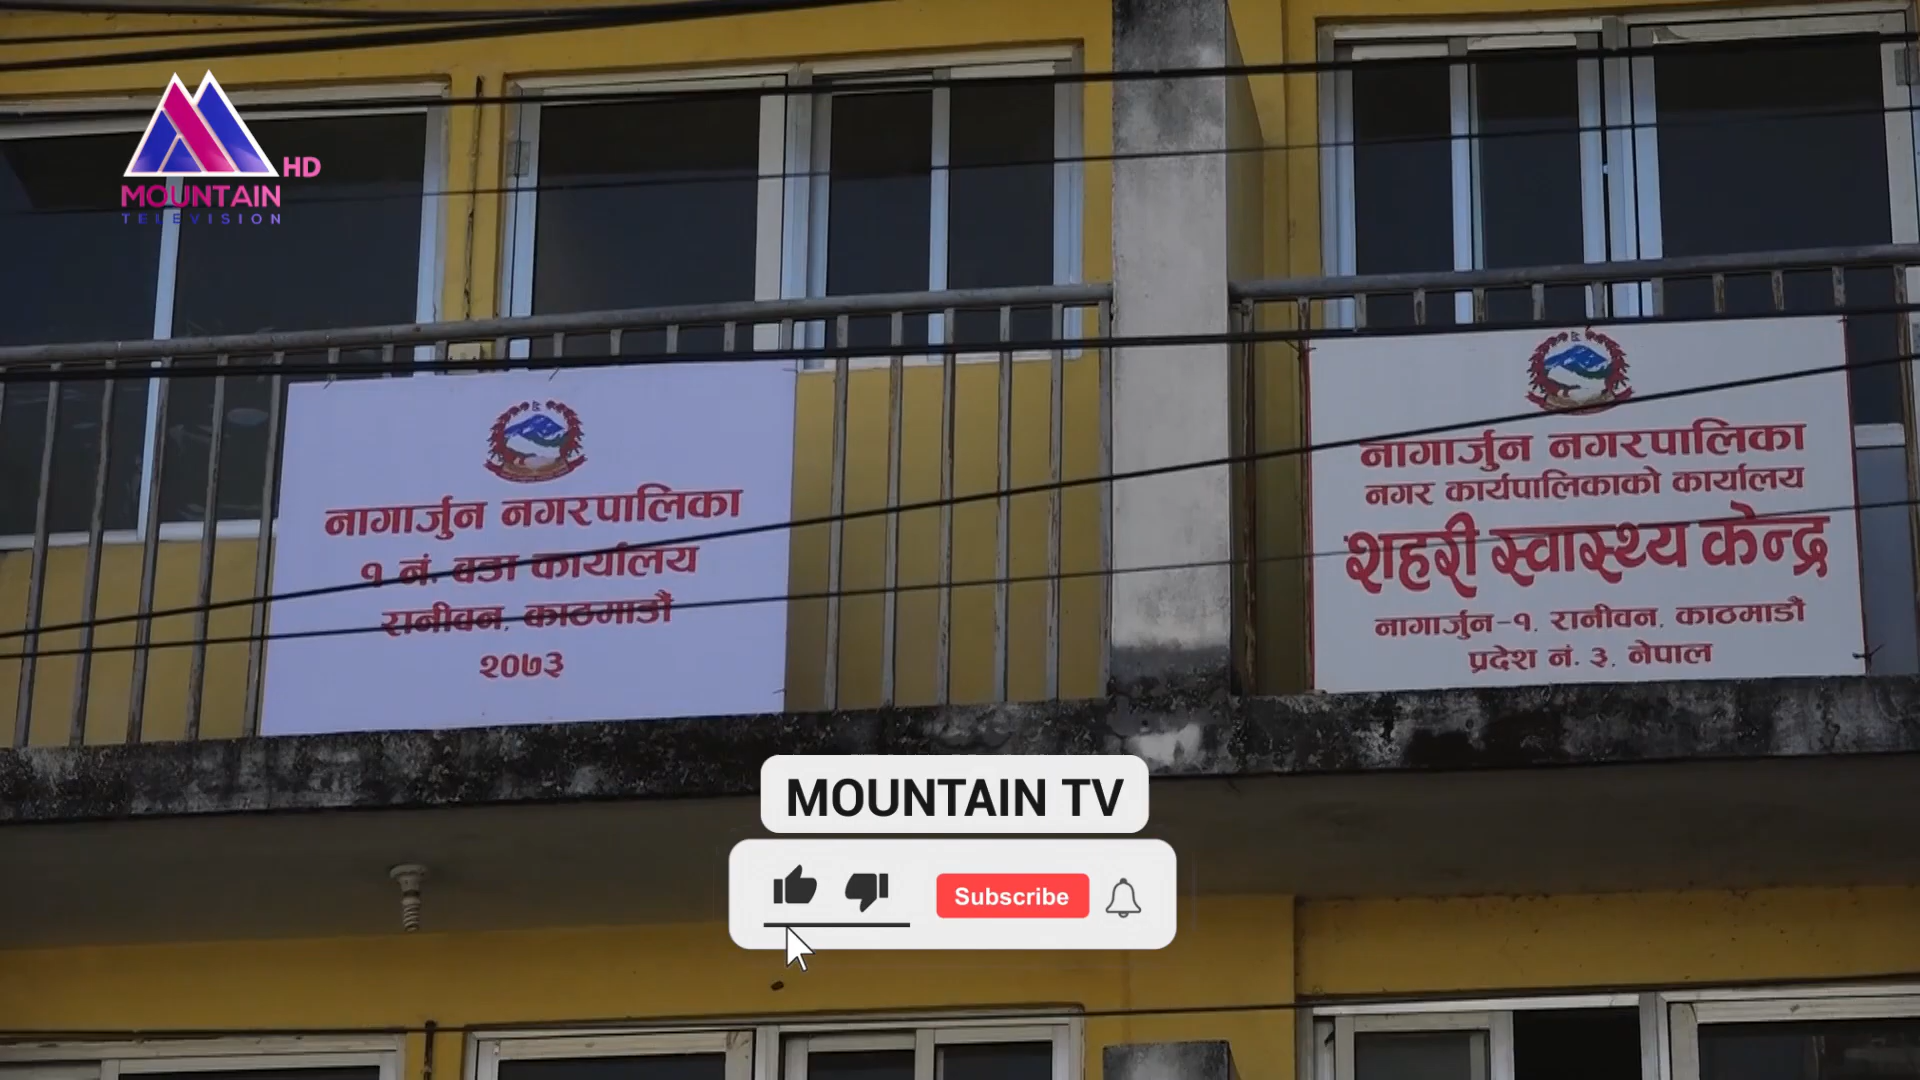 HD
MOUNTAIN
TELEVISION
नागार्जुन नगरपालिका
१ नं. वडा कार्यालय
रानीवन, काठमाडौं
२०७३
नागार्जुन नगरपालिका
नगर कार्यपालिकाको कार्यालय
शहरी स्वास्थ्य केन्द्र
नागार्जुन-१, रानीवन, काठमाडौं
प्रदेश नं. ३, नेपाल
MOUNTAIN TV
Subscribe